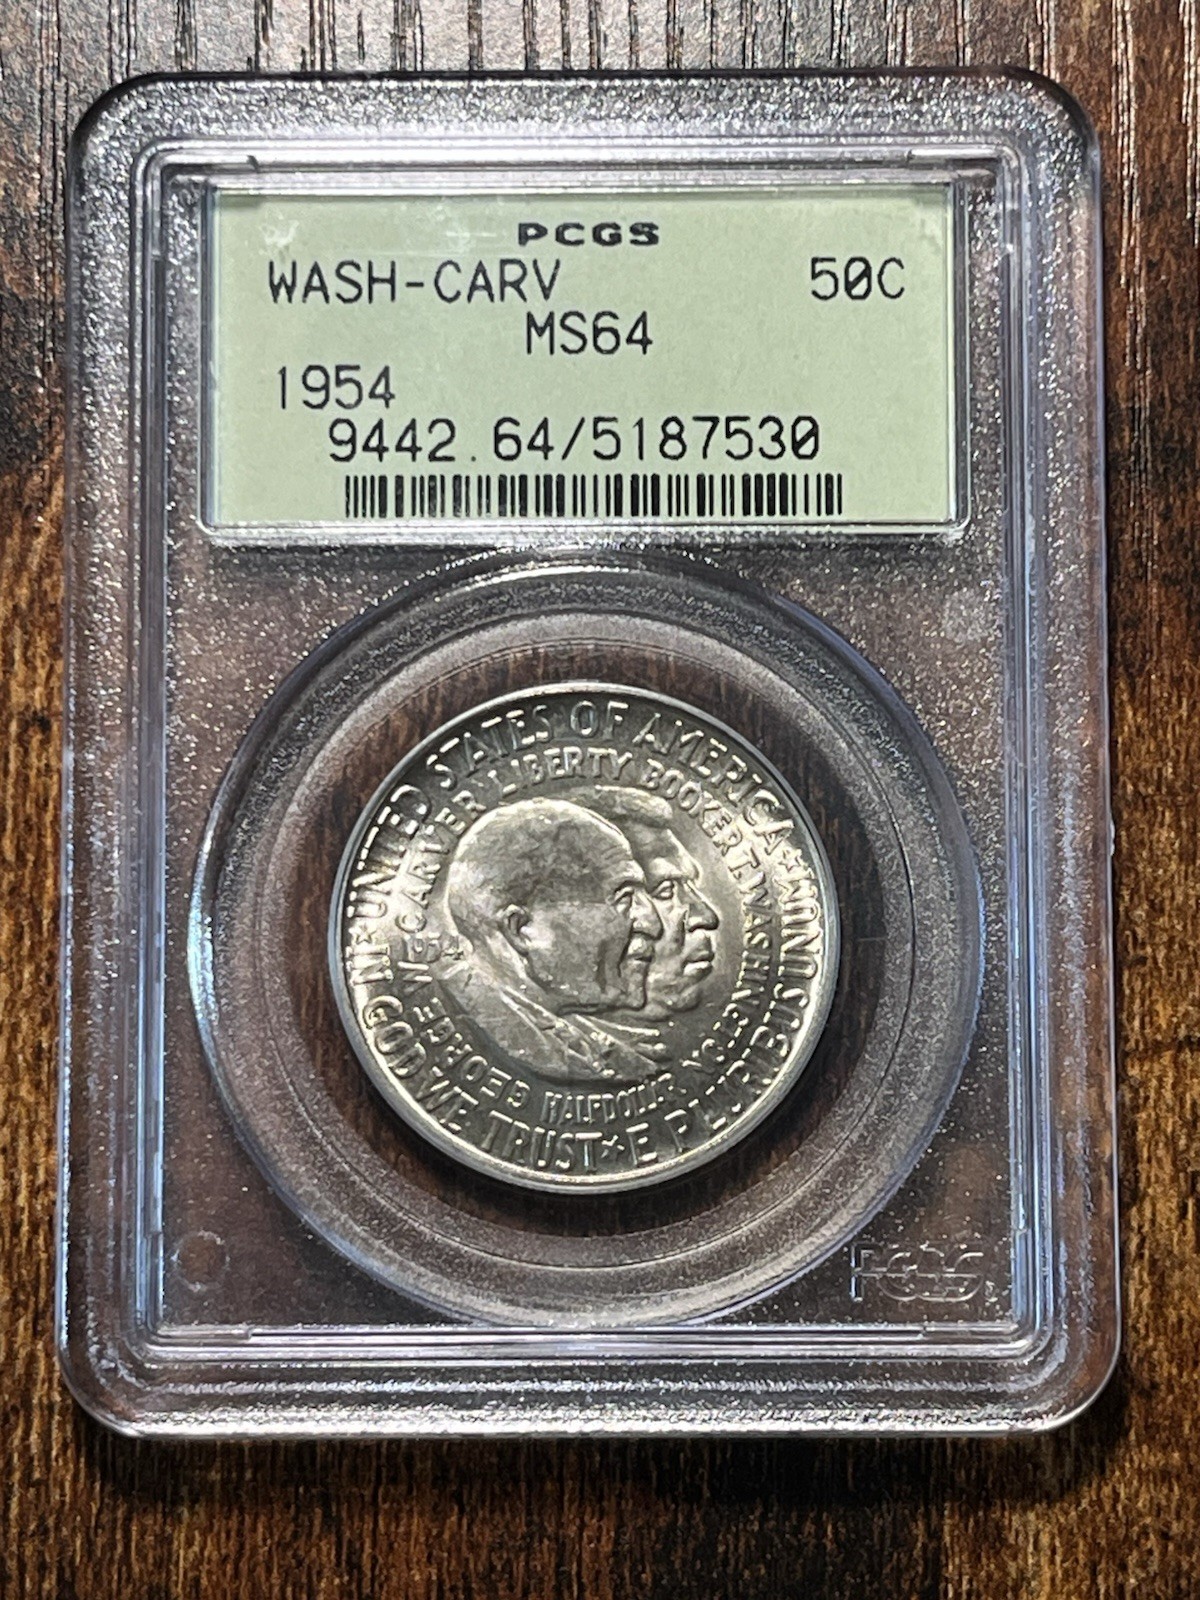 PCGS
WASH-CARV 50C
MS64
1954
9442.64/5187530
UNITED STATES OF AMERICA
E PLURIBUS UNUM
IN GOD WE TRUST
GEORGE W. CARVER LIBERTY BOOKER T. WASHINGTON
1954
HALF DOLLAR
PCGS